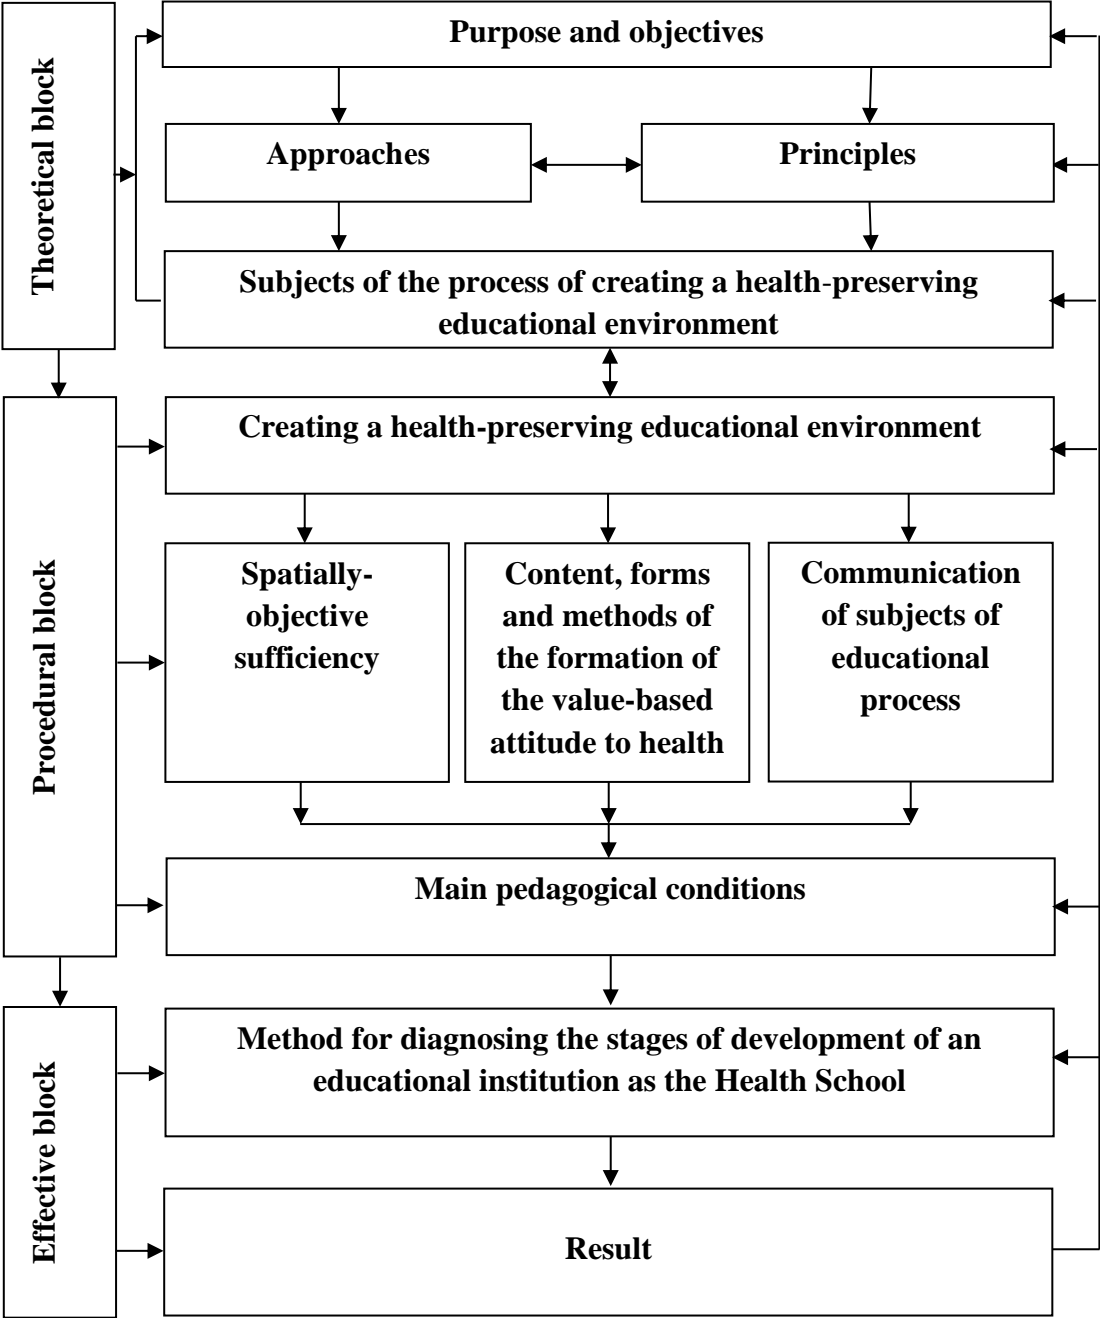 Theoretical block
Purpose and objectives
Approaches
Principles
Subjects of the process of creating a health-preserving
educational environment
Procedural block
Creating a health-preserving educational environment
Spatially-
objective
sufficiency
Content, forms
and methods of
the formation of
the value-based
attitude to health
Communication
of subjects of
educational
process
Main pedagogical conditions
Effective block
Method for diagnosing the stages of development of an
educational institution as the Health School
Result